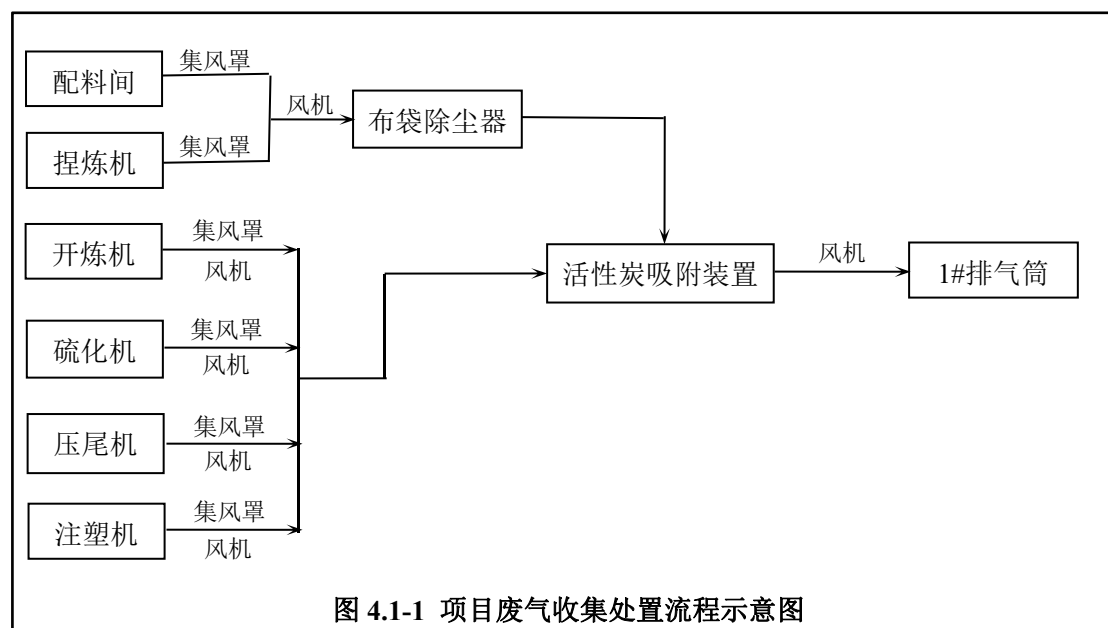 配料间
集风罩
捏炼机
集风罩
风机
布袋除尘器
开炼机
集风罩
风机
硫化机
集风罩
风机
压尾机
集风罩
风机
注塑机
集风罩
风机
活性炭吸附装置
风机
1#排气筒
图 4.1-1 项目废气收集处置流程示意图